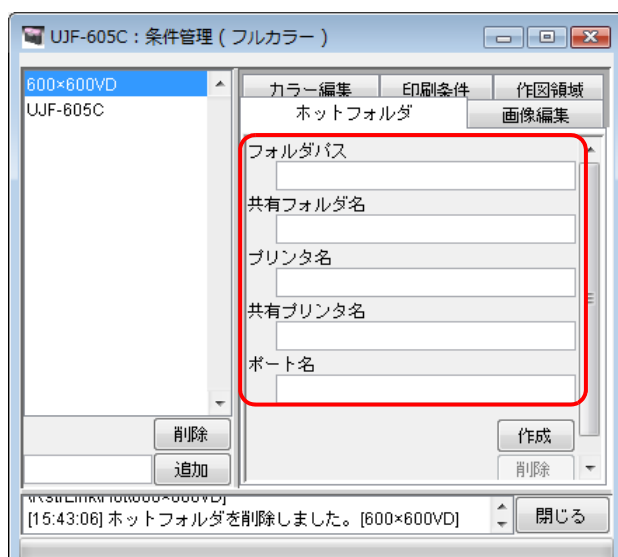 UJF-605C：条件管理 ( フルカラー )
600×600VD
UJF-605C
カラー編集
印刷条件
作図領域
ホットフォルダ
画像編集
フォルダパス
共有フォルダ名
プリンタ名
共有プリンタ名
ポート名
削除
追加
作成
削除
[15:43:06] ホットフォルダを削除しました。[600×600VD]
閉じる